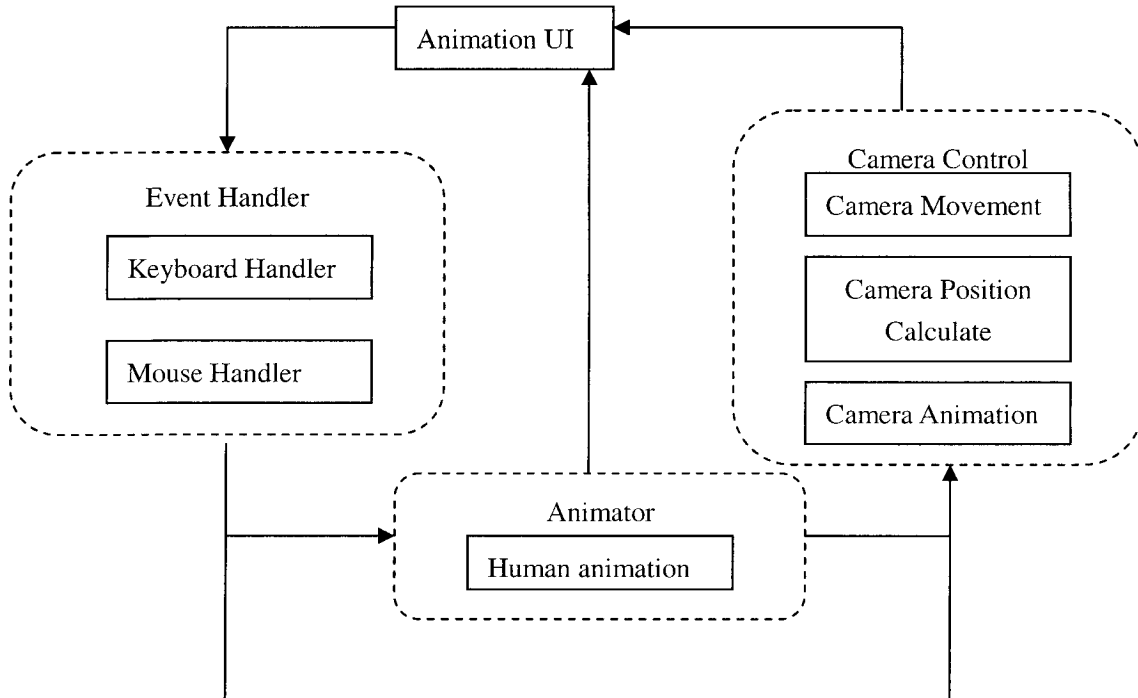 Animation UI
Event Handler
Keyboard Handler
Mouse Handler
Camera Control
Camera Movement
Camera Position
Calculate
Camera Animation
Animator
Human animation